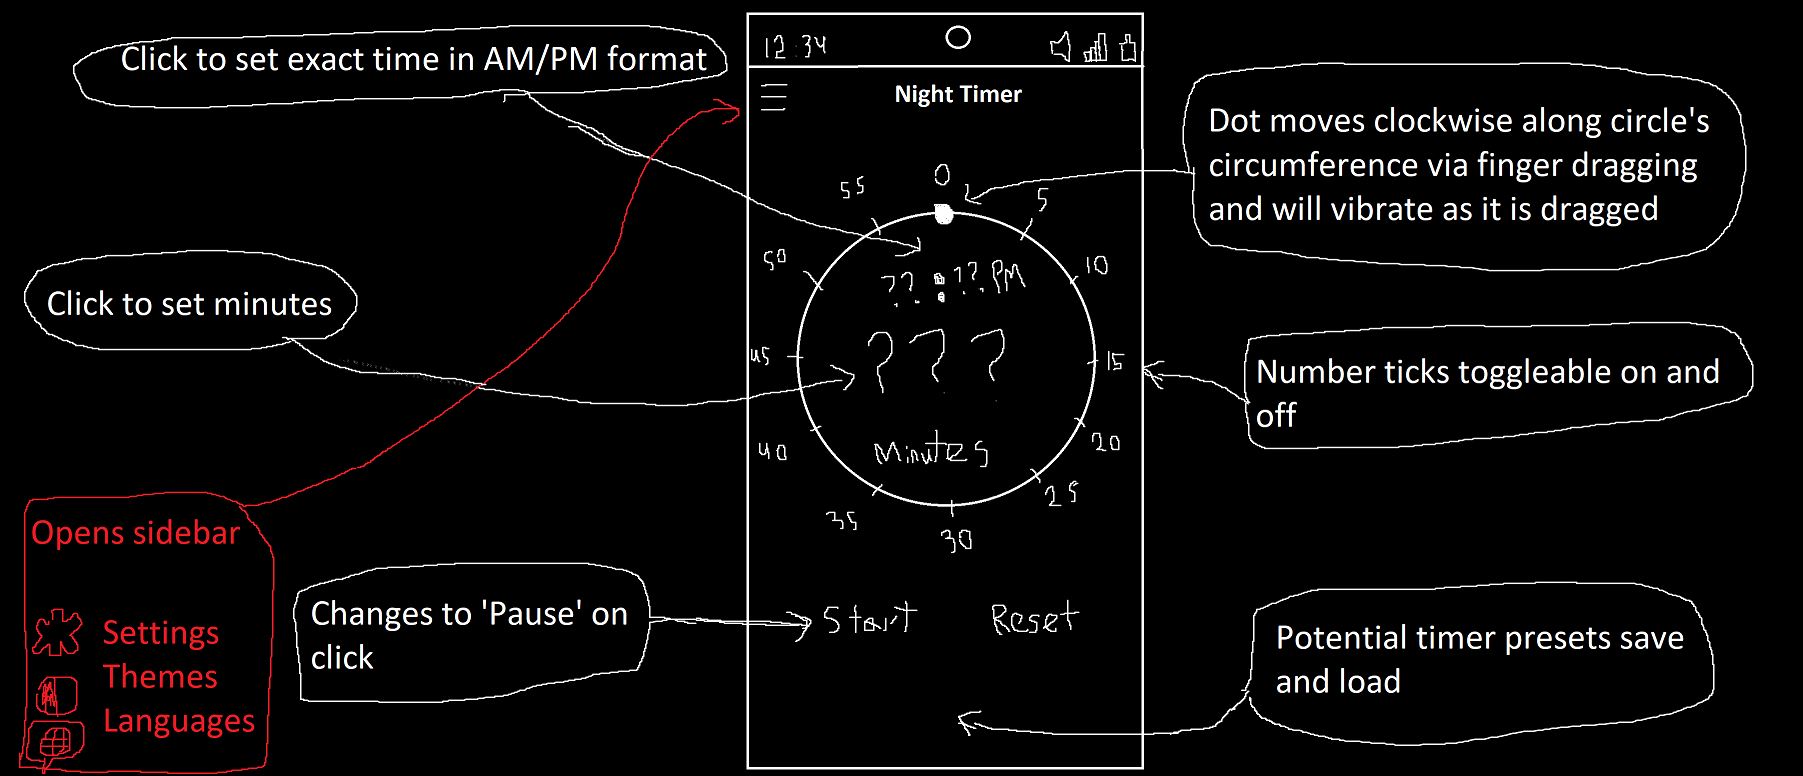 Click to set exact time in AM/PM format
12:34
Night Timer
Dot moves clockwise along circle's
circumference via finger dragging
and will vibrate as it is dragged
0
5
10
15
20
25
30
35
40
45
50
55
??:??PM
???
Minutes
Click to set minutes
Number ticks toggleable on and
off
Opens sidebar
Settings
Themes
Languages
Changes to 'Pause' on
click
Start
Reset
Potential timer presets save
and load